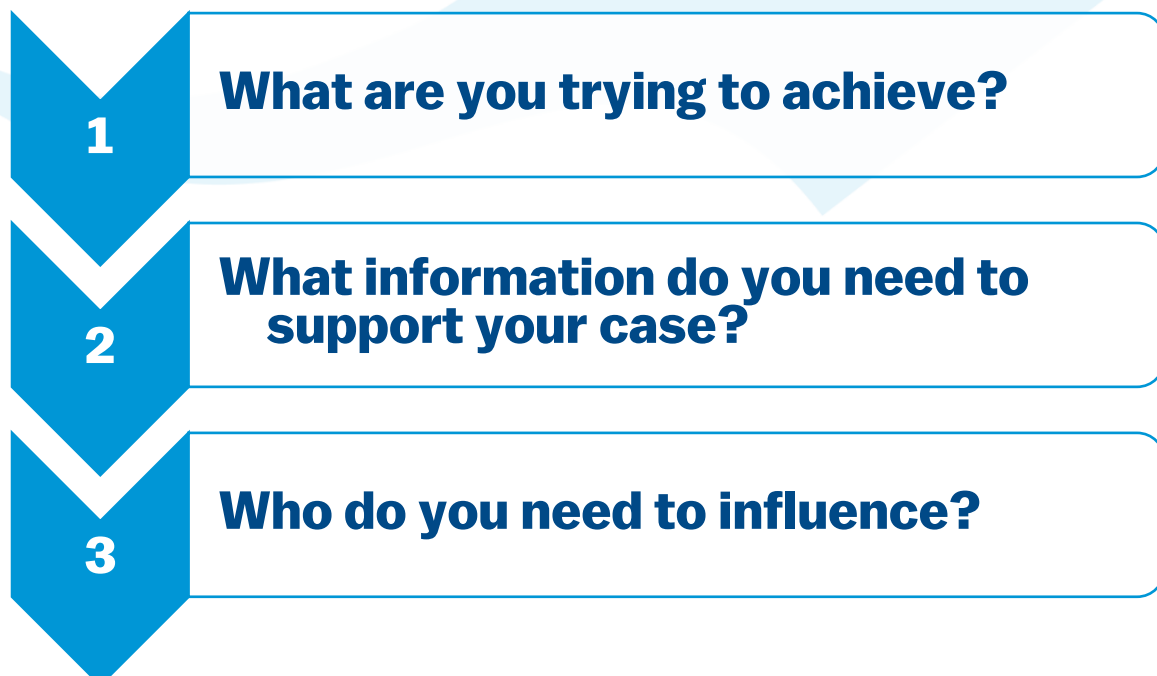 1
What are you trying to achieve?
2
What information do you need to
support your case?
3
Who do you need to influence?